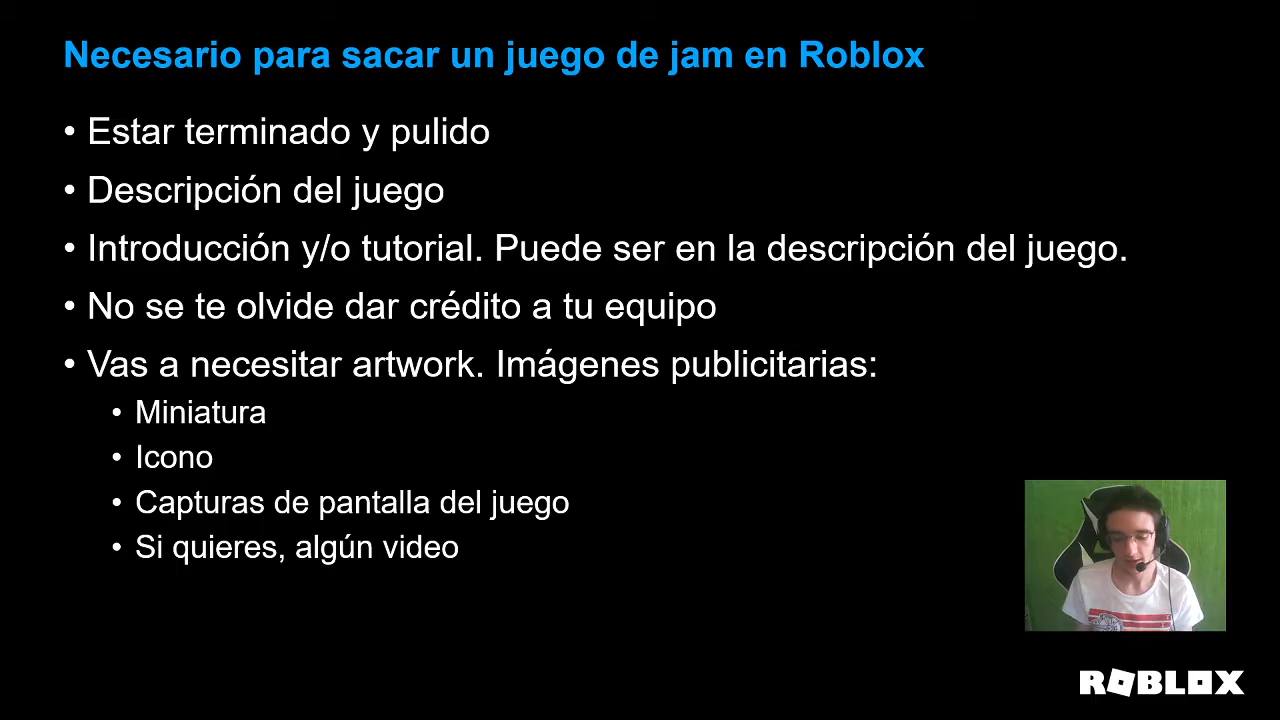 Necesario para sacar un juego de jam en Roblox
• Estar terminado y pulido
• Descripción del juego
• Introducción y/o tutorial. Puede ser en la descripción del juego.
• No se te olvide dar crédito a tu equipo
• Vas a necesitar artwork. Imágenes publicitarias:
• Miniatura
• Icono
• Capturas de pantalla del juego
• Si quieres, algún video
ROBLOX